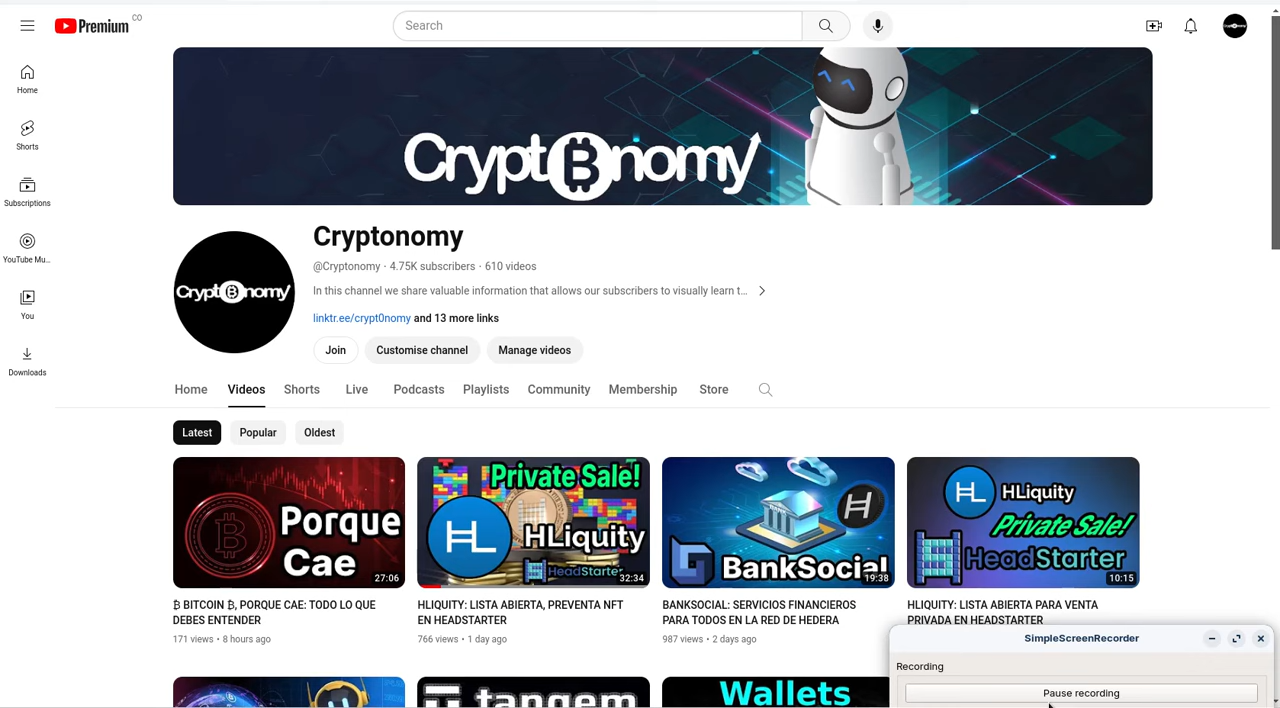 Premium CO
Search
Crypt₿nomy
Home
Shorts
Subscriptions
YouTube Mu...
You
Downloads
Crypt₿nomy
Cryptonomy
@Cryptonomy · 4.75K subscribers · 610 videos
In this channel we share valuable information that allows our subscribers to visually learn t...
linktr.ee/crypt0nomy and 13 more links
Join Customise channel Manage videos
Home Videos Shorts Live Podcasts Playlists Community Membership Store
Latest Popular Oldest
Porque
Cae
27:06
Private Sale!
HL
HLiquity
HeadStarter
32:34
BankSocial
19:38
HL HLiquity
Private Sale!
HeadStarter
10:15
₿ BITCOIN ₿, PORQUE CAE: TODO LO QUE
DEBES ENTENDER
171 views • 8 hours ago
HLIQUITY: LISTA ABIERTA, PREVENTA NFT
EN HEADSTARTER
766 views • 1 day ago
BANKSOCIAL: SERVICIOS FINANCIEROS
PARA TODOS EN LA RED DE HEDERA
987 views • 2 days ago
HLIQUITY: LISTA ABIERTA PARA VENTA
PRIVADA EN HEADSTARTER
tangem
Wallets
SimpleScreenRecorder
Recording
Pause recording